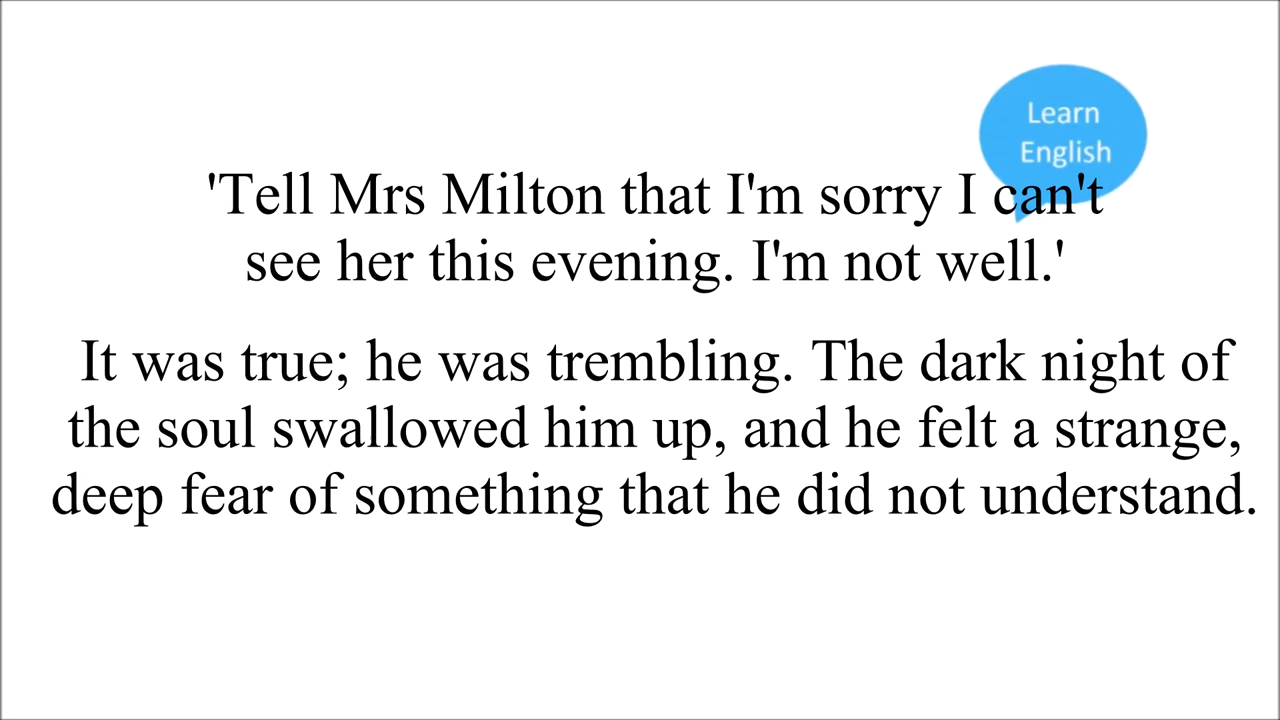 Learn
English
'Tell Mrs Milton that I'm sorry I can't
see her this evening. I'm not well.'
It was true; he was trembling. The dark night of
the soul swallowed him up, and he felt a strange,
deep fear of something that he did not understand.